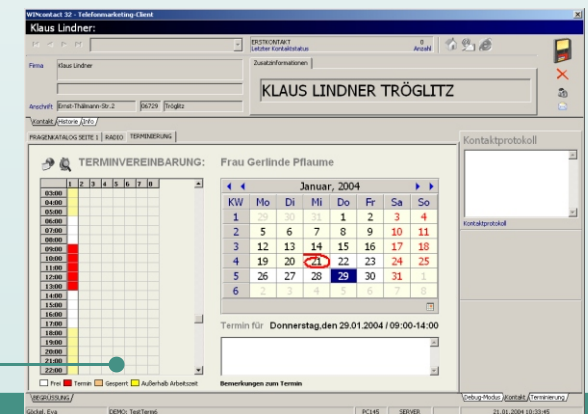 WINcontact 32 - Telefonmarketing-Client
Klaus Lindner:
ERSTKONTAKT
Letzter Kontaktstatus
0
Anzahl
Firma
Klaus Lindner
Zusatzinformationen
KLAUS LINDNER TRÖGLITZ
Anschrift
Ernst-Thälmann-Str.2
06729
Tröglitz
Kontakt Historie Info
FRAGENKATALOG SEITE 1 RADIO TERMINIERUNG
Kontaktprotokoll
TERMINVEREINBARUNG: Frau Gerlinde Pflaume
1 2 3 4 5 6 7 8
03:00
04:00
05:00
06:00
07:00
08:00
09:00
10:00
11:00
12:00
13:00
14:00
15:00
16:00
17:00
18:00
19:00
20:00
21:00
22:00
Januar, 2004
KW Mo Di Mi Do Fr Sa So
1 29 30 31 1 2 3 4
2 5 6 7 8 9 10 11
3 12 13 14 15 16 17 18
4 19 20 21 22 23 24 25
5 26 27 28 29 30 31 1
6 2 3 4 5 6 7 8
Kontaktprotokoll
Termin für Donnerstag,den 29.01.2004 / 09:00-14:00
Frei Termin Gesperrt Außerhalb Arbeitszeit
Bemerkungen zum Termin
BEGRÜSSUNG
Debug-Modus Kontakt Terminierung
Göckel, Eva
DEMO: TestTerm6
PC145
SERVER
21.01.2004 10:33:45